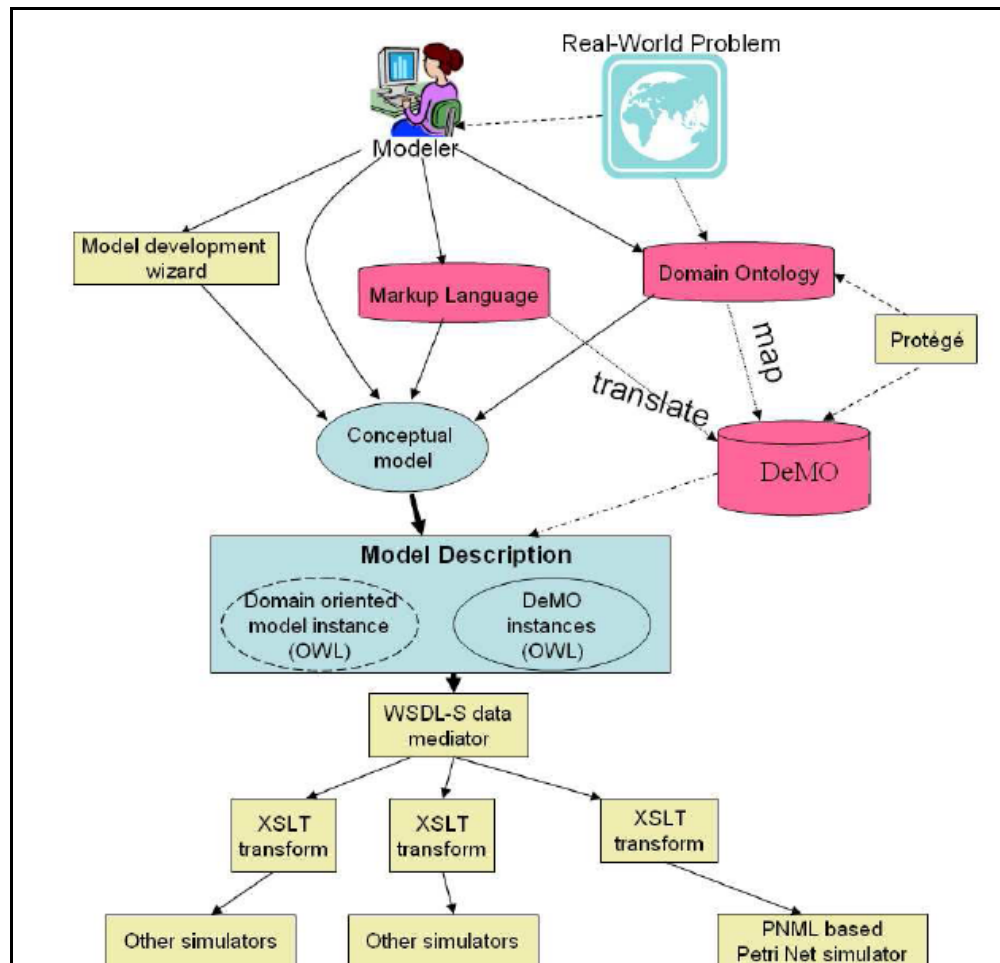 Real-World Problem
Modeler
Model development
wizard
Markup Language
Domain Ontology
Protégé
map
translate
Conceptual
model
DeMO
Model Description
Domain oriented
model instance
(OWL)
DeMO
instances
(OWL)
WSDL-S data
mediator
XSLT
transform
XSLT
transform
XSLT
transform
Other simulators
Other simulators
PNML based
Petri Net simulator